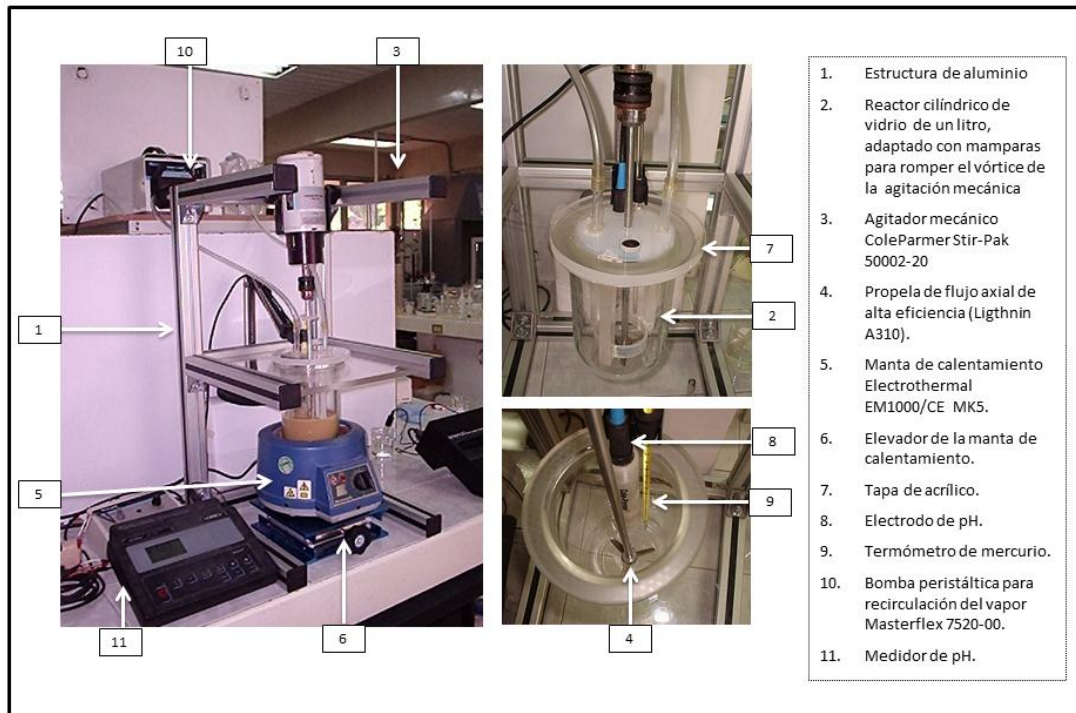 10
3
1
5
11
6
7
2
8
9
4
1. Estructura de aluminio
2. Reactor cilíndrico de
vidrio de un litro,
adaptado con mamparas
para romper el vórtice de
la agitación mecánica
3. Agitador mecánico
ColeParmer Stir-Pak
50002-20
4. Propela de flujo axial de
alta eficiencia (Ligthnin
A310).
5. Manta de calentamiento
Electrothermal
EM1000/CE MK5.
6. Elevador de la manta de
calentamiento.
7. Tapa de acrílico.
8. Electrodo de pH.
9. Termómetro de mercurio.
10. Bomba peristáltica para
recirculación del vapor
Masterflex 7520-00.
11. Medidor de pH.